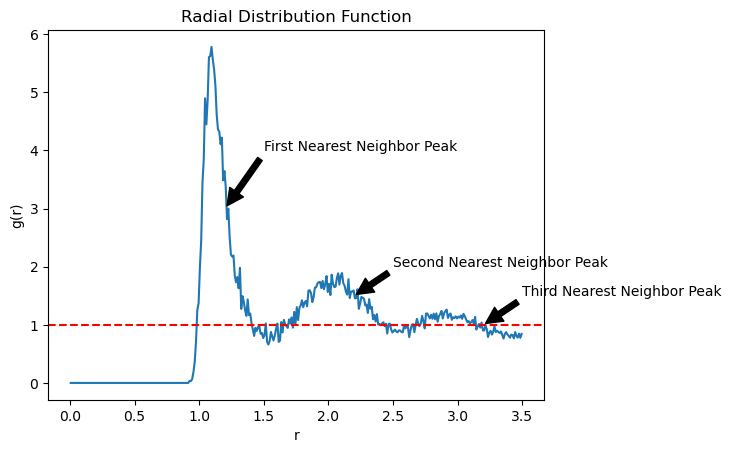 Radial Distribution Function
6
5
4
3
2
1
0
g(r)
First Nearest Neighbor Peak
Second Nearest Neighbor Peak
Third Nearest Neighbor Peak
0.0 0.5 1.0 1.5 2.0 2.5 3.0 3.5
r